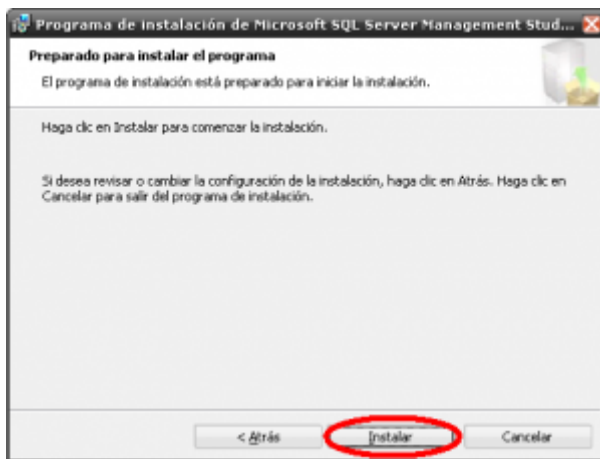 Programa de instalación de Microsoft SQL Server Management Stud...
Preparado para instalar el programa
El programa de instalación está preparado para iniciar la instalación.
Haga clic en Instalar para comenzar la instalación.
Si desea revisar o cambiar la configuración de la instalación, haga clic en Atrás. Haga clic en
Cancelar para salir del programa de instalación.
< Atrás
Instalar
Cancelar